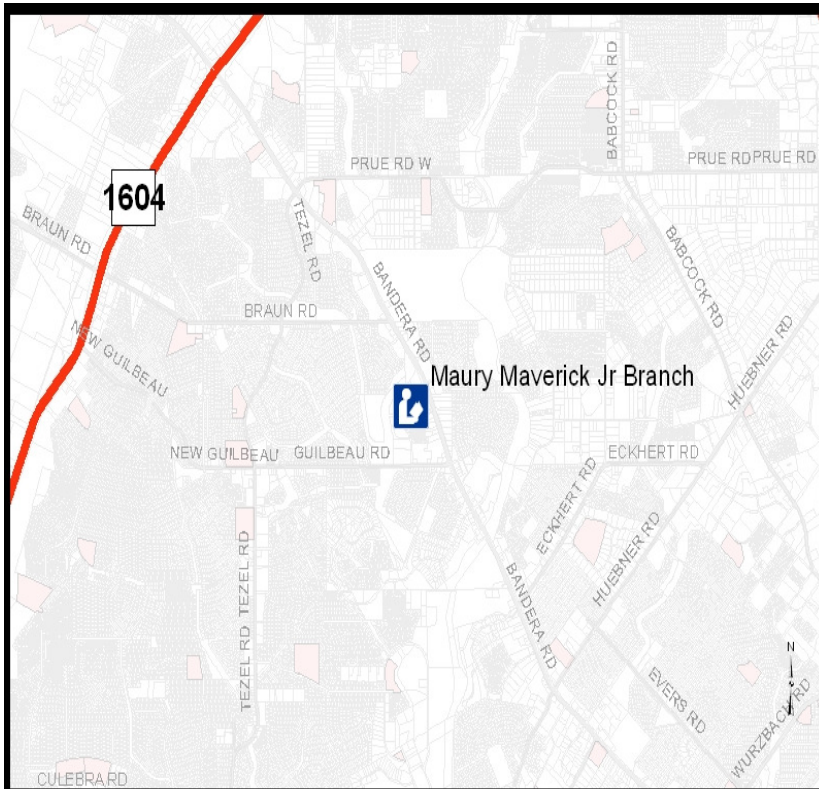 BABCOCK RD
PRUE RD W
PRUE RD
PRUE RD
1604
BRAUN RD
TEZEL RD
BANDERA RD
BABCOCK RD
BRAUN RD
NEW GUILBEAU
HUEBNER RD
Maury Maverick Jr Branch
NEW GUILBEAU
GUILBEAU RD
ECKHERT RD
ECKHERT RD
HUEBNER RD
TEZEL RD
TEZEL RD
BANDERA RD
N
EVERS RD
WURZBACH RD
CULEBRA RD